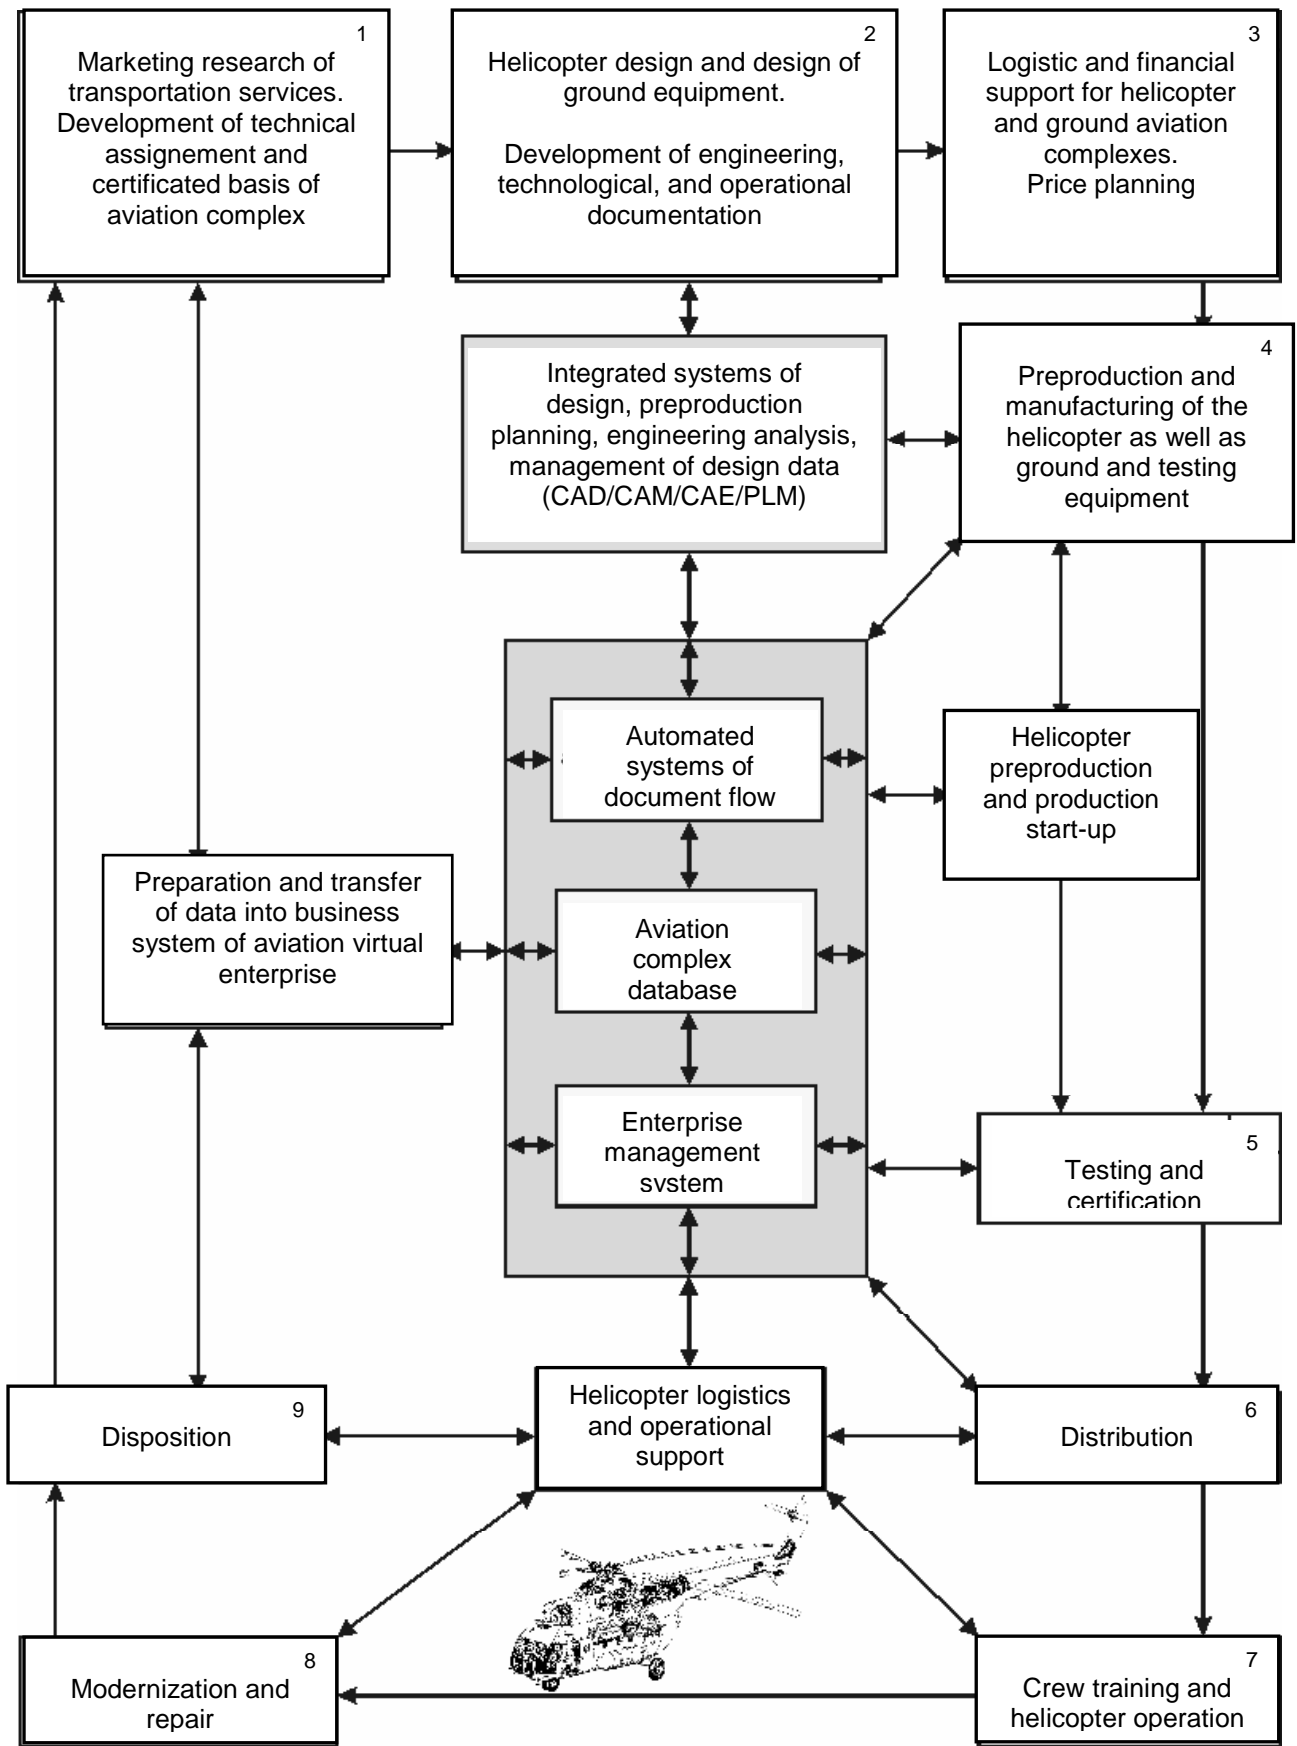 1
Marketing research of
transportation services.
Development of technical
assignement and
certificated basis of
aviation complex
2
Helicopter design and design of
ground equipment.
Development of engineering,
technological, and operational
documentation
3
Logistic and financial
support for helicopter
and ground aviation
complexes.
Price planning
Integrated systems of
design, preproduction
planning, engineering analysis,
management of design data
(CAD/CAM/CAE/PLM)
4
Preproduction and
manufacturing of the
helicopter as well as
ground and testing
equipment
Automated
systems of
document flow
Helicopter
preproduction
and production
start-up
Preparation and transfer
of data into business
system of aviation virtual
enterprise
Aviation
complex
database
Enterprise
management
system
5
Testing and
certification
9
Disposition
Helicopter logistics
and operational
support
6
Distribution
8
Modernization and
repair
7
Crew training and
helicopter operation